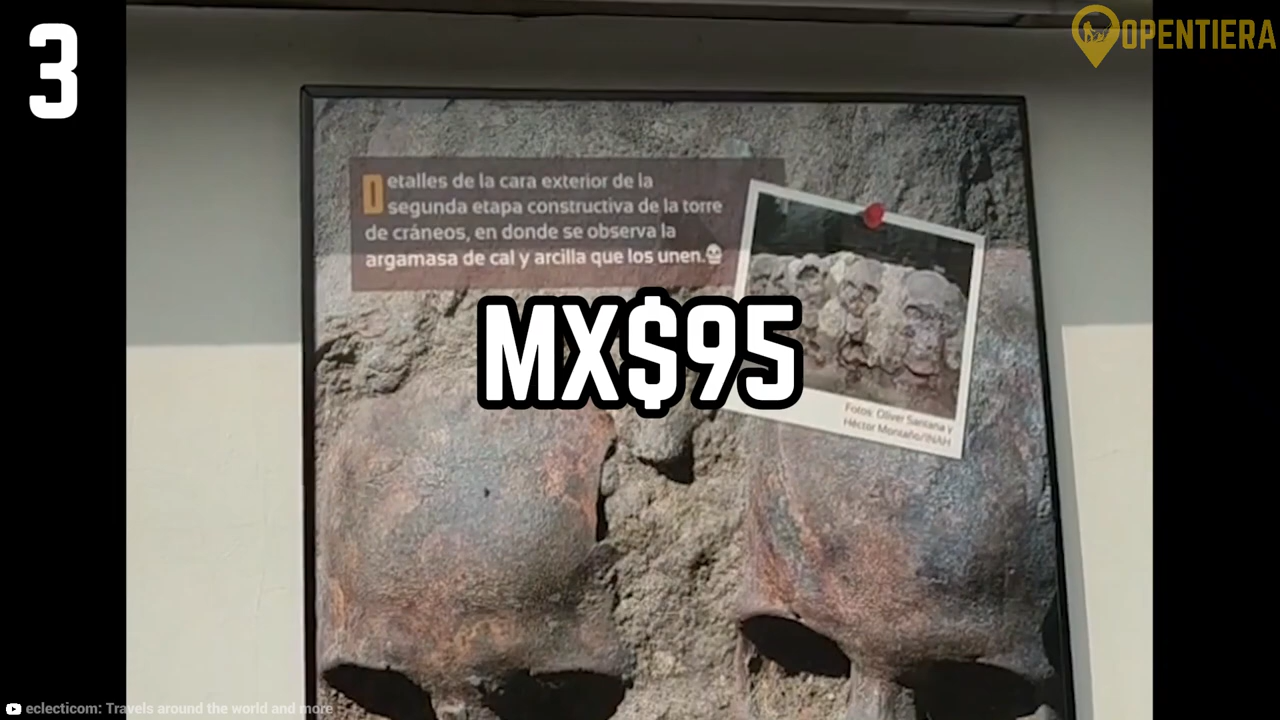 3
OPENTIERA
Detalles de la cara exterior de la
segunda etapa constructiva de la torre
de cráneos, en donde se observa la
argamasa de cal y arcilla que los unen.
MX$95
Fotos: Oliver Santana y
Héctor Montaño/INAH
eclecticom: Travels around the world and more